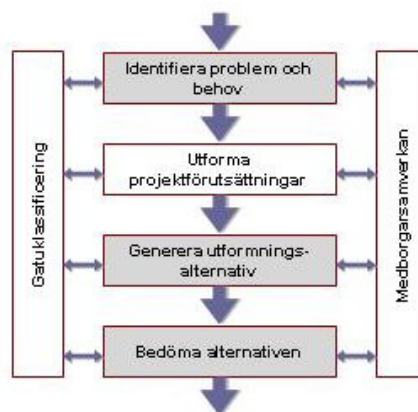 Identifiera problem och
behov
Utforma
projektförutsättningar
Generera utformnings-
alternativ
Bedöma alternativen
Gatuklassificering
Medborgarsamverkan